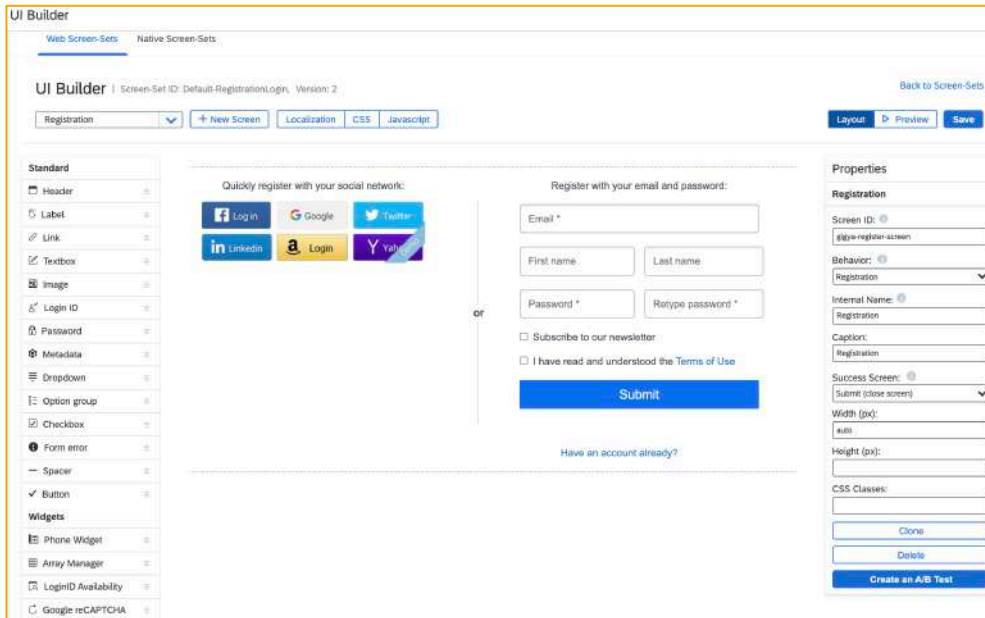 UI Builder
Web Screen-Sets Native Screen-Sets
UI Builder | Screen-Set ID: Default-RegistrationLogin, Version: 2
Back to Screen-Sets
Registration + New Screen Localization CSS Javascript Layout Preview Save
Standard
Header
Label
Link
Textbox
Image
Login ID
Password
Metadata
Dropdown
Option group
Checkbox
Form error
Spacer
Button
Widgets
Phone Widget
Array Manager
LoginID Availability
Google reCAPTCHA
Quickly register with your social network:
Log in Google Twitter
LinkedIn Login Yahoo
or
Register with your email and password:
Email *
First name Last name
Password * Retype password *
Subscribe to our newsletter
I have read and understood the Terms of Use
Submit
Have an account already?
Properties
Registration
Screen ID:
gigya-register-screen
Behavior:
Registration
Internal Name:
Registration
Caption:
Registration
Success Screen:
Submit (close screen)
Width (px):
auto
Height (px):
CSS Classes:
Clone
Delete
Create an A/B Test